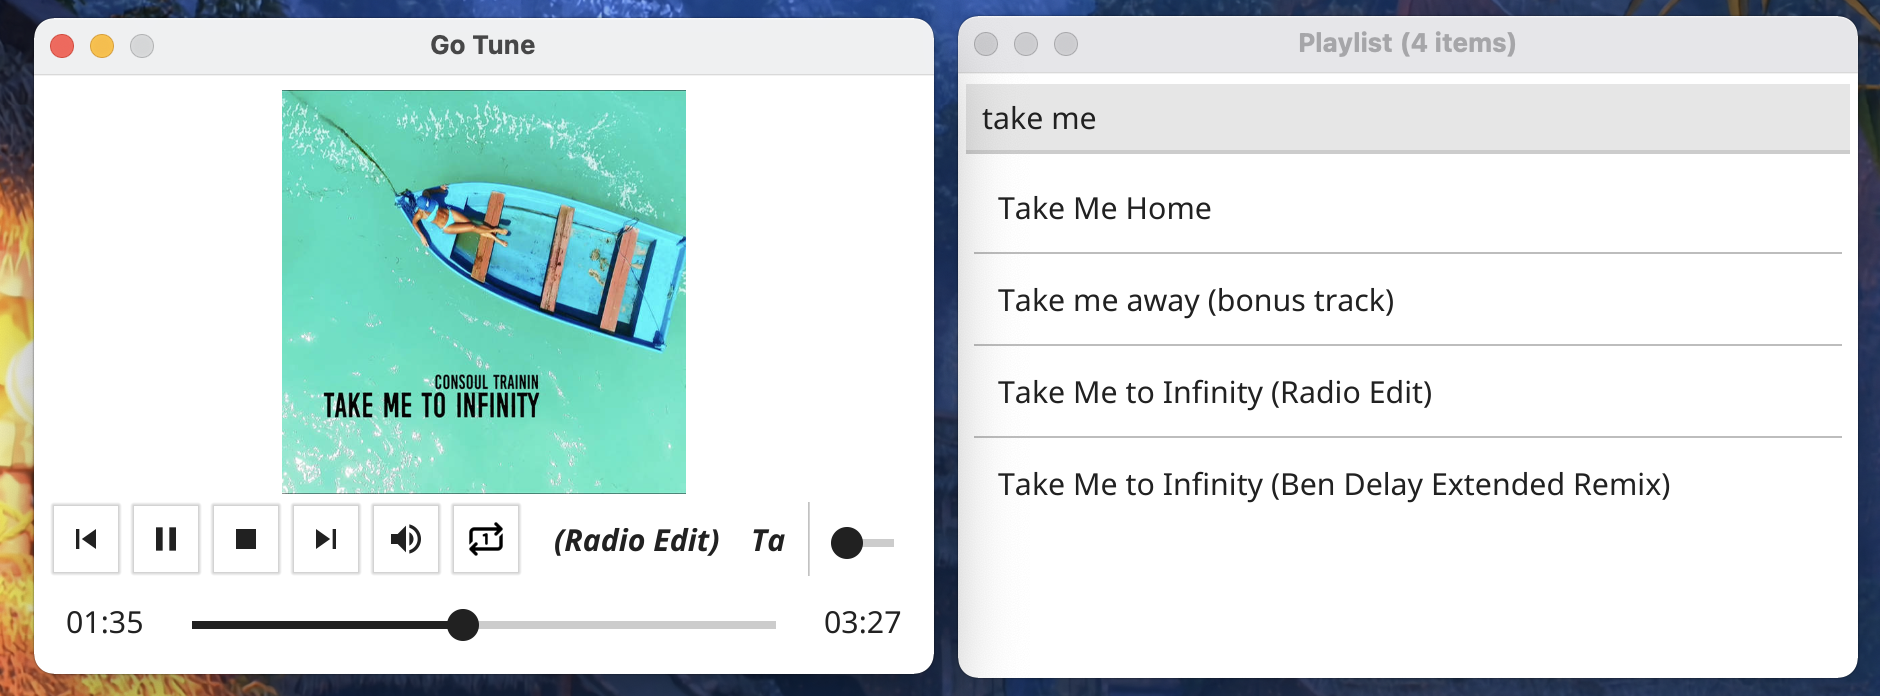 Go Tune
CONSOUL TRAININ
TAKE ME TO INFINITY
1
(Radio Edit) Ta
01:35
03:27
Playlist (4 items)
take me
Take Me Home
Take me away (bonus track)
Take Me to Infinity (Radio Edit)
Take Me to Infinity (Ben Delay Extended Remix)